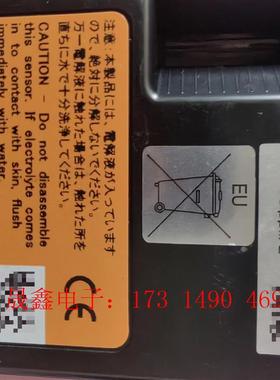 注意：本製品には、電解液が入っています
ので、絶対に分解しないでください。
万一電解液に触れた場合は、触れた所を
直ちに水で十分洗浄してください。
CAUTION - Do not disassemble
this sensor. If electrolyte comes
in to contact with skin, flush
immediately with water
CE
EU
晟鑫电子：173 1490 469